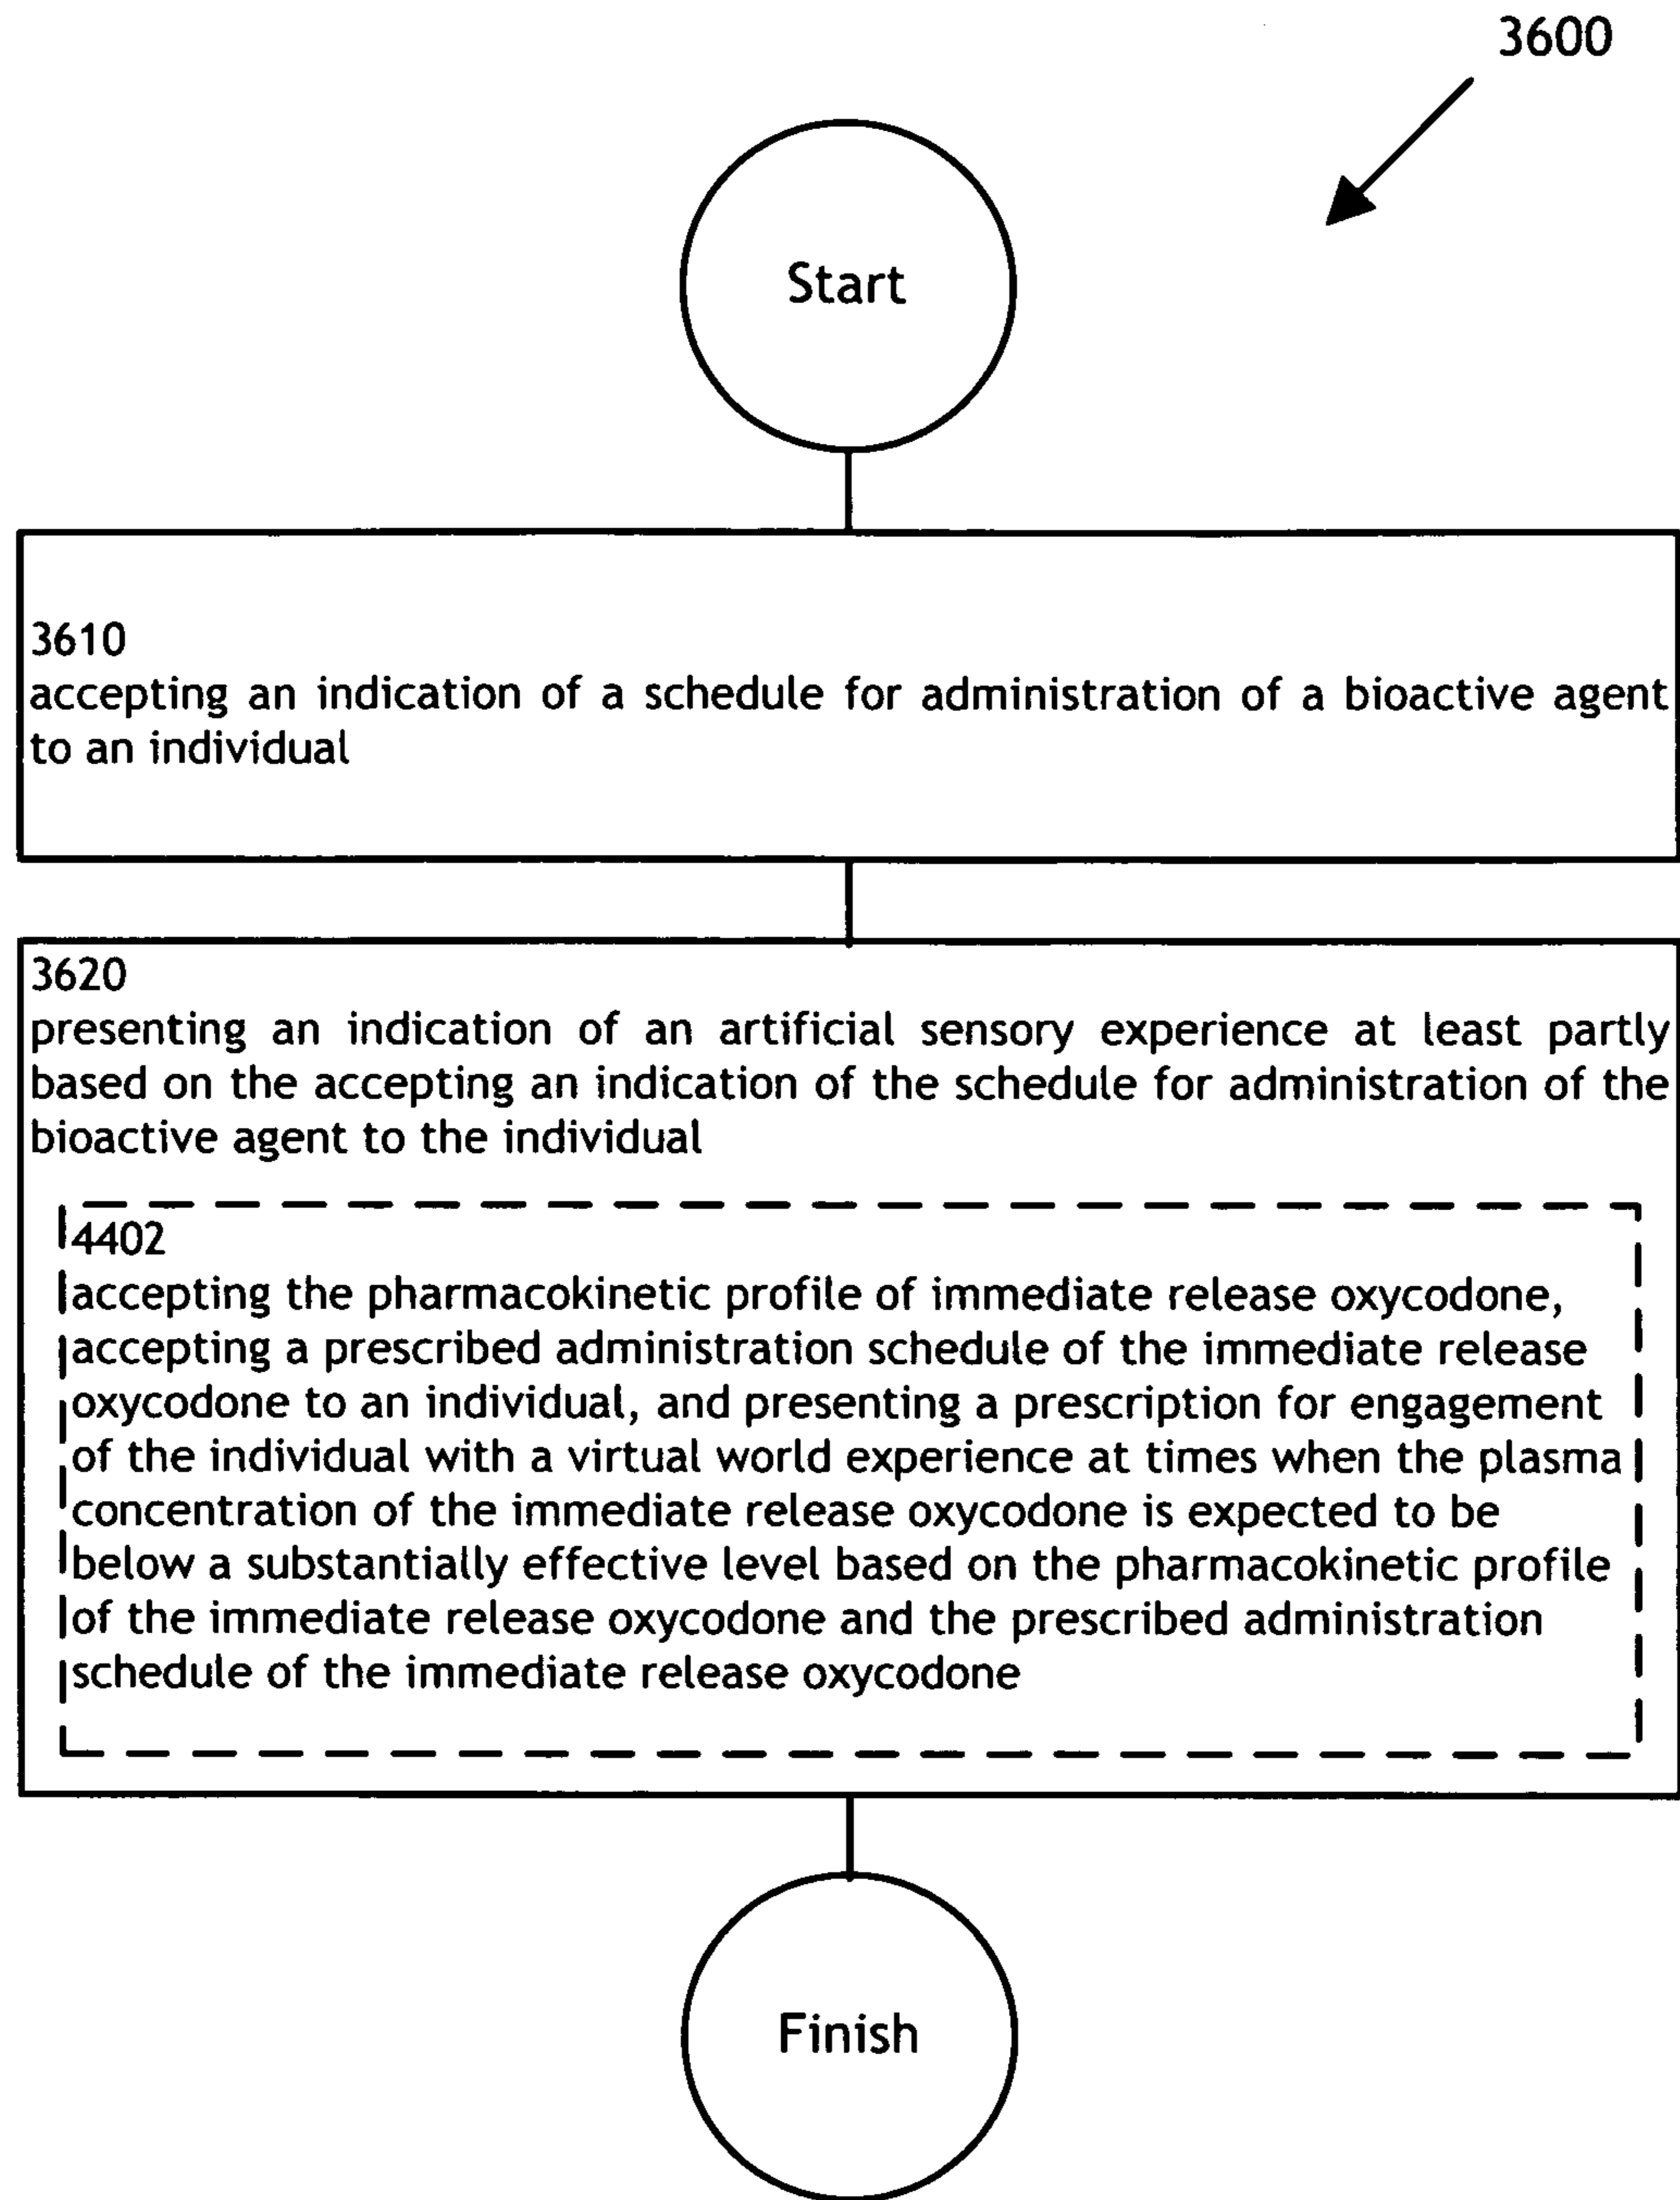 3600
Start
3610
accepting an indication of a schedule for administration of a bioactive agent
to an individual
3620
presenting an indication of an artificial sensory experience at least partly
based on the accepting an indication of the schedule for administration of the
bioactive agent to the individual
4402
accepting the pharmacokinetic profile of immediate release oxycodone,
accepting a prescribed administration schedule of the immediate release
oxycodone to an individual, and presenting a prescription for engagement
of the individual with a virtual world experience at times when the plasma
concentration of the immediate release oxycodone is expected to be
below a substantially effective level based on the pharmacokinetic profile
of the immediate release oxycodone and the prescribed administration
schedule of the immediate release oxycodone
Finish